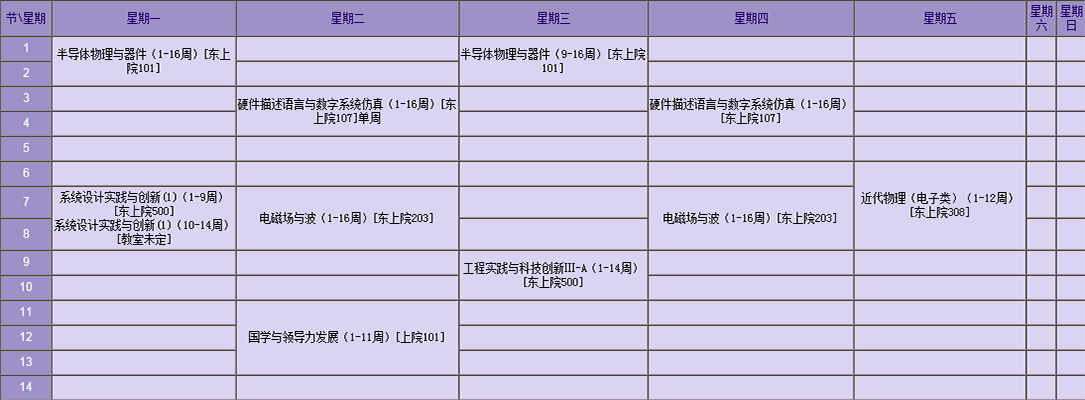 节\星期 星期一 星期二 星期三 星期四 星期五 星期六 星期日
1
半导体物理与器件（1-16周）[东上
院101]
半导体物理与器件（9-16周）[东上院
101]
2
3
硬件描述语言与数字系统仿真（1-16周）[东
上院107]单周
硬件描述语言与数字系统仿真（1-16周）
[东上院107]
4
5
6
近代物理（电子类）（1-12周）
[东上院308]
7
系统设计实践与创新(1)（1-9周）
[东上院500]
系统设计实践与创新(1)（10-14周）
[教室未定]
电磁场与波（1-16周）[东上院203]
电磁场与波（1-16周）[东上院203]
8
9
工程实践与科技创新III-A（1-14周）
[东上院500]
10
11
国学与领导力发展（1-11周）[上院101]
12
13
14